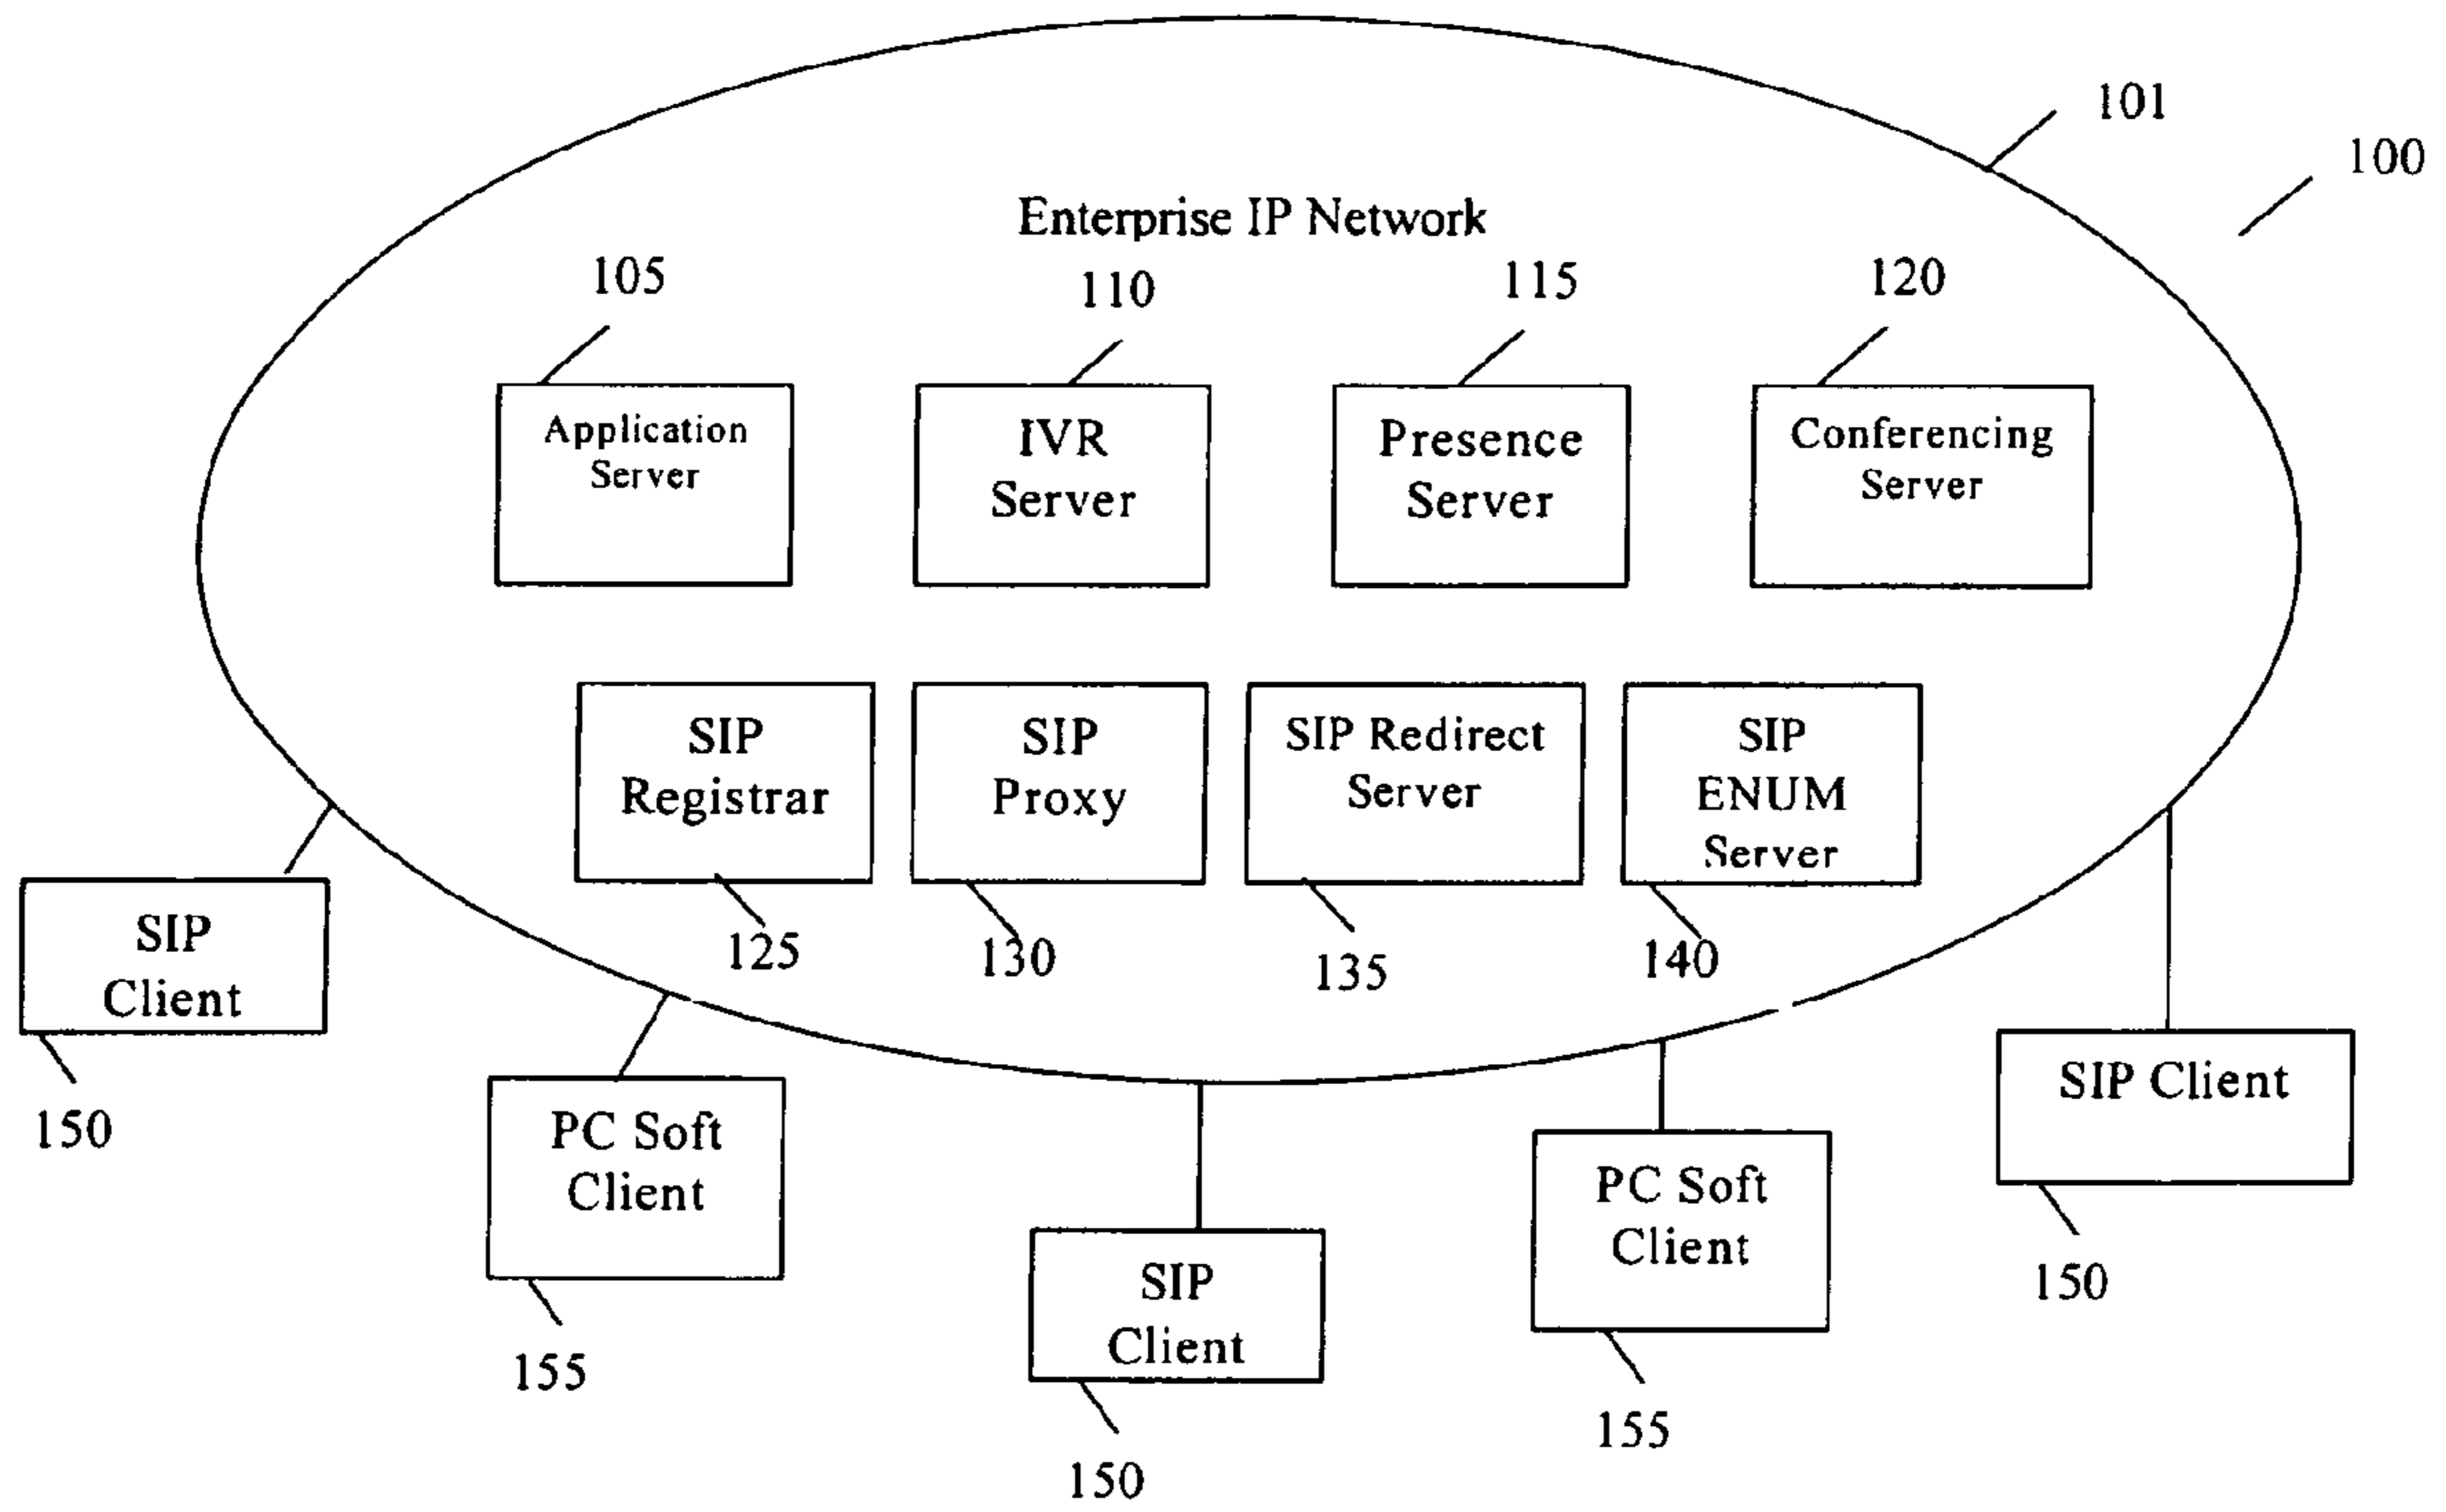 101
100
Enterprise IP Network
105
110
115
120
Application
Server
IVR
Server
Presence
Server
Conferencing
Server
SIP
Registrar
SIP
Proxy
SIP Redirect
Server
SIP
ENUM
Server
125
130
135
140
SIP
Client
150
PC Soft
Client
155
SIP
Client
150
PC Soft
Client
155
SIP Client
150